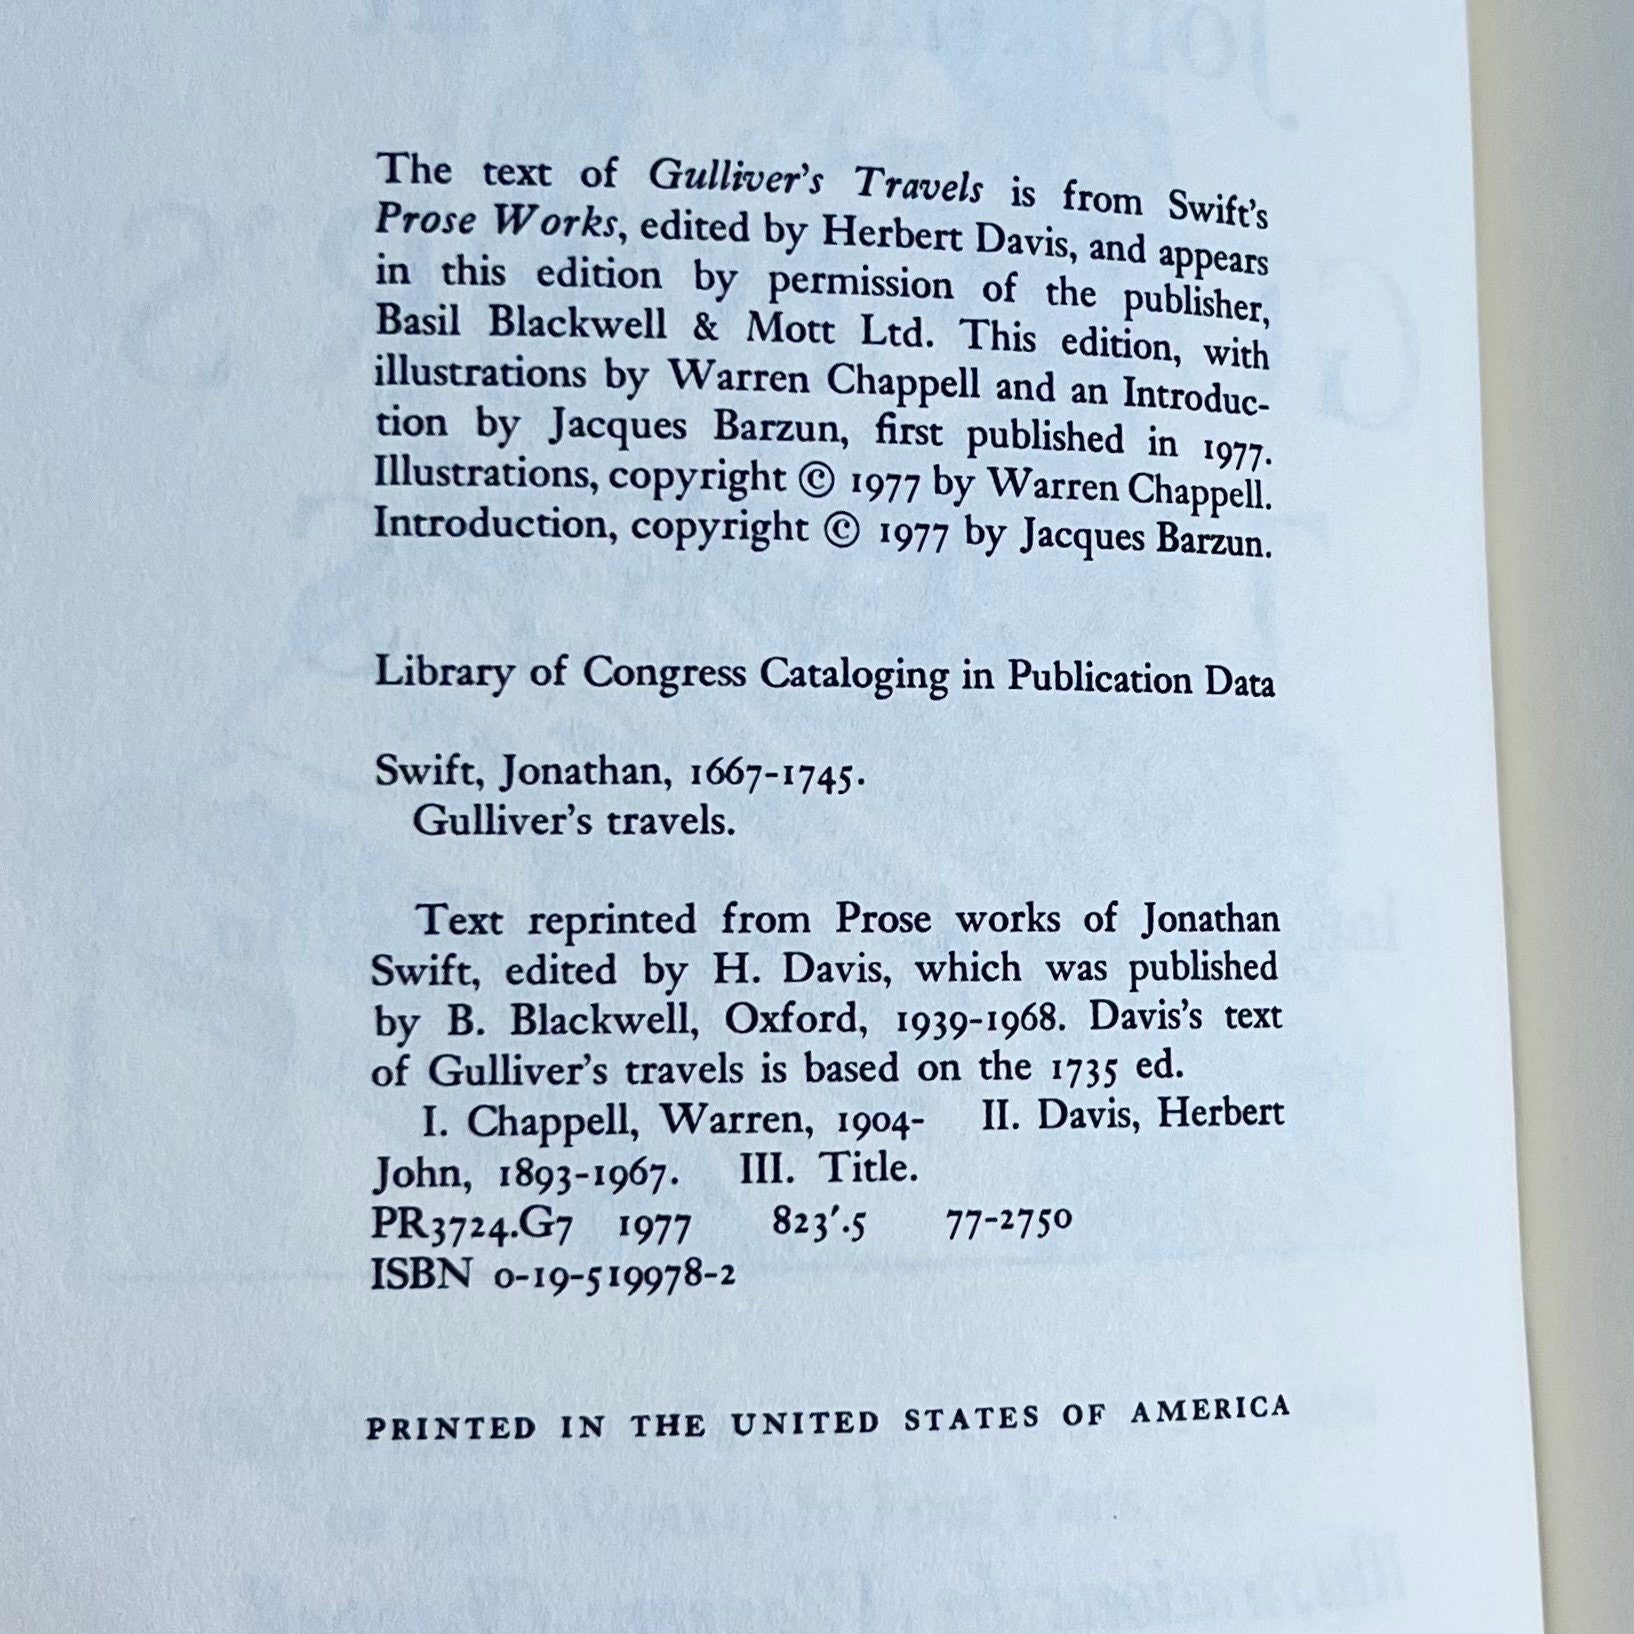 The text of Gulliver's Travels is from Swift's
Prose Works, edited by Herbert Davis, and appears
in this edition by permission of the publisher,
Basil Blackwell & Mott Ltd. This edition, with
illustrations by Warren Chappell and an Introduc-
tion by Jacques Barzun, first published in 1977.
Illustrations, copyright © 1977 by Warren Chappell.
Introduction, copyright © 1977 by Jacques Barzun.
Library of Congress Cataloging in Publication Data
Swift, Jonathan, 1667-1745.
Gulliver's travels.
Text reprinted from Prose works of Jonathan
Swift, edited by H. Davis, which was published
by B. Blackwell, Oxford, 1939-1968. Davis's text
of Gulliver's travels is based on the 1735 ed.
I. Chappell, Warren, 1904- II. Davis, Herbert
John, 1893-1967. III. Title.
PR3724.G7 1977 823'.5 77-2750
ISBN 0-19-519978-2
PRINTED IN THE UNITED STATES OF AMERICA